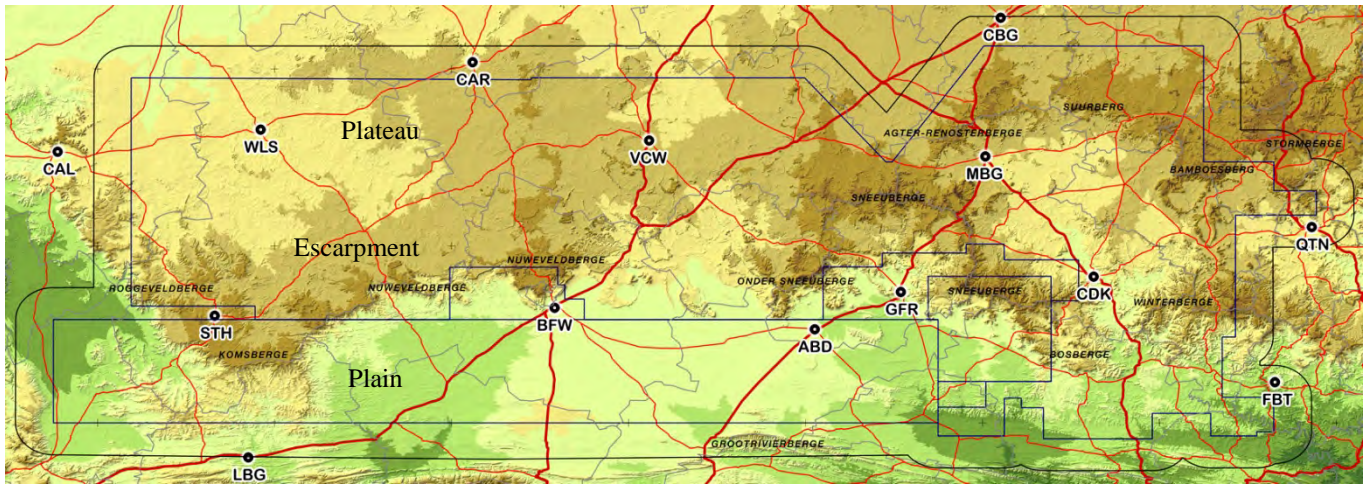 CBG
CAR
SUURBERG
Plateau
WLS
VCW
AGTER-RENOSTERBERGE
STORMBERGE
CAL
MBG
BAMBOESBERG
SNEEUBERGE
QTN
Escarpment
NUWEVELDBERGE
ROGGEVELDBERGE
NUWEVELDBERGE
ONDER SNEEUBERGE
SNEEUBERGE
CDK
WINTERBERGE
GFR
STH
BFW
ABD
KOMSBERGE
BOSBERGE
Plain
FBT
GROOTRIVIERBERGE
LBG